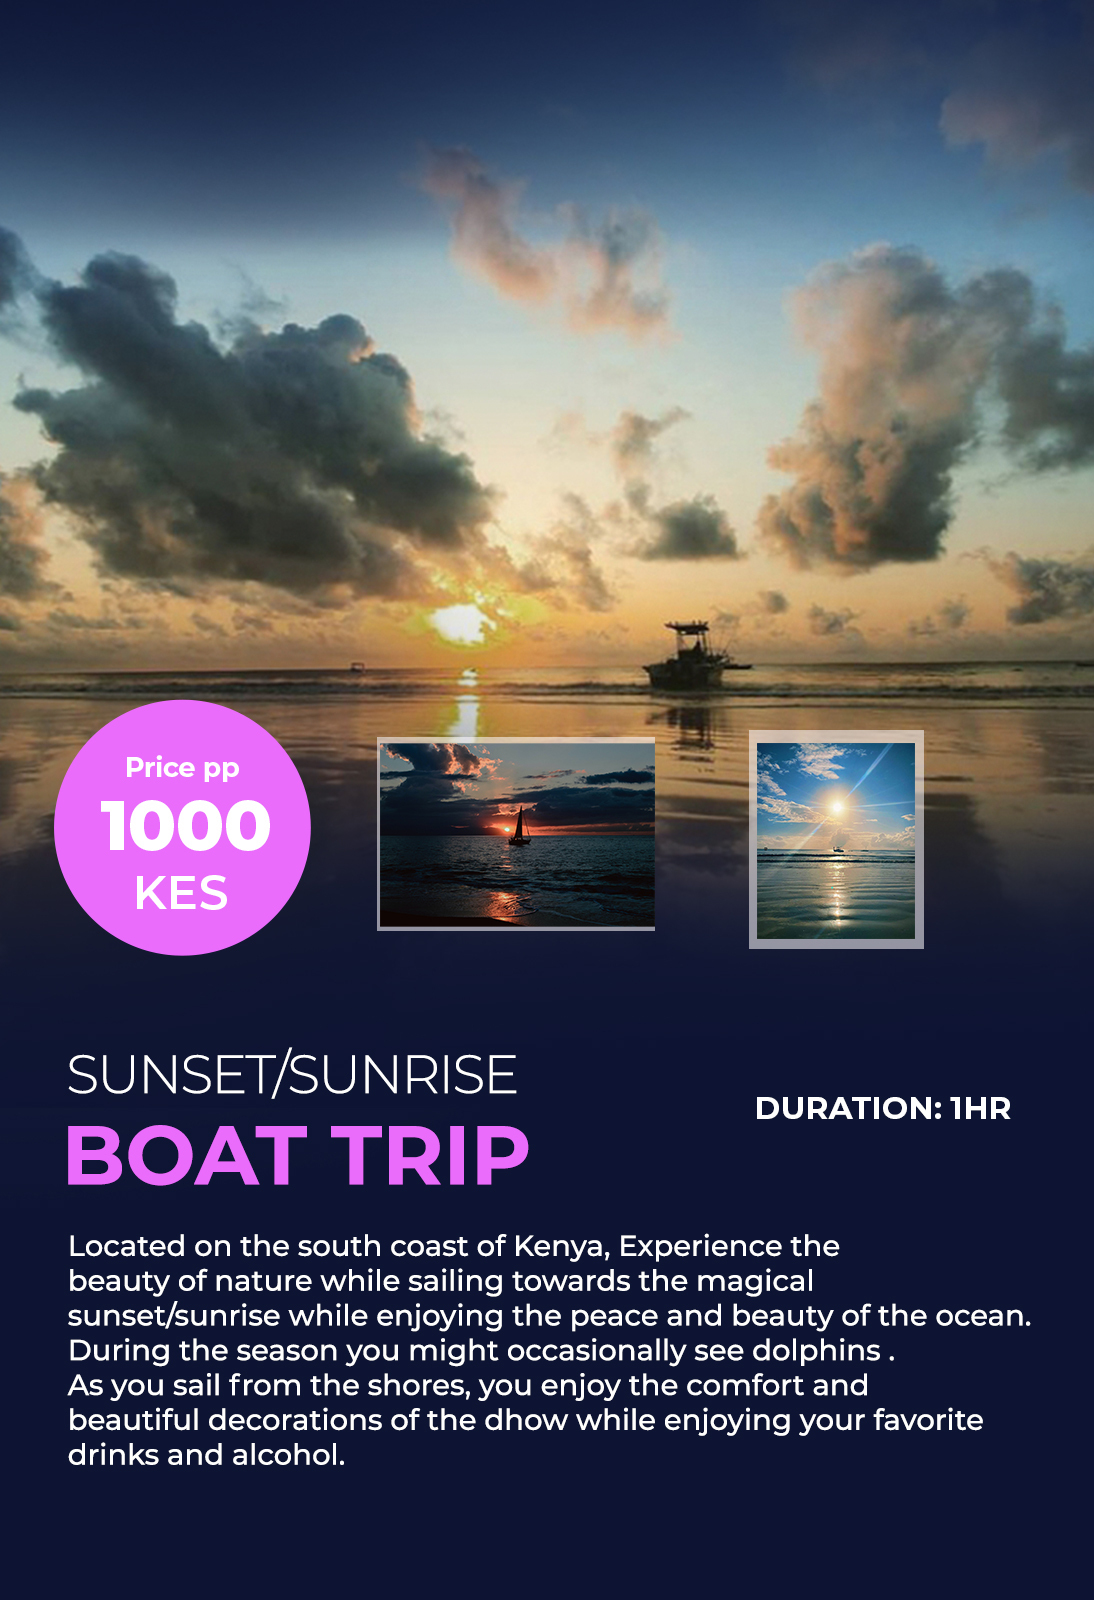 Price pp
1000
KES
SUNSET/SUNRISE
BOAT TRIP
DURATION: 1HR
Located on the south coast of Kenya, Experience the
beauty of nature while sailing towards the magical
sunset/sunrise while enjoying the peace and beauty of the ocean.
During the season you might occasionally see dolphins .
As you sail from the shores, you enjoy the comfort and
beautiful decorations of the dhow while enjoying your favorite
drinks and alcohol.